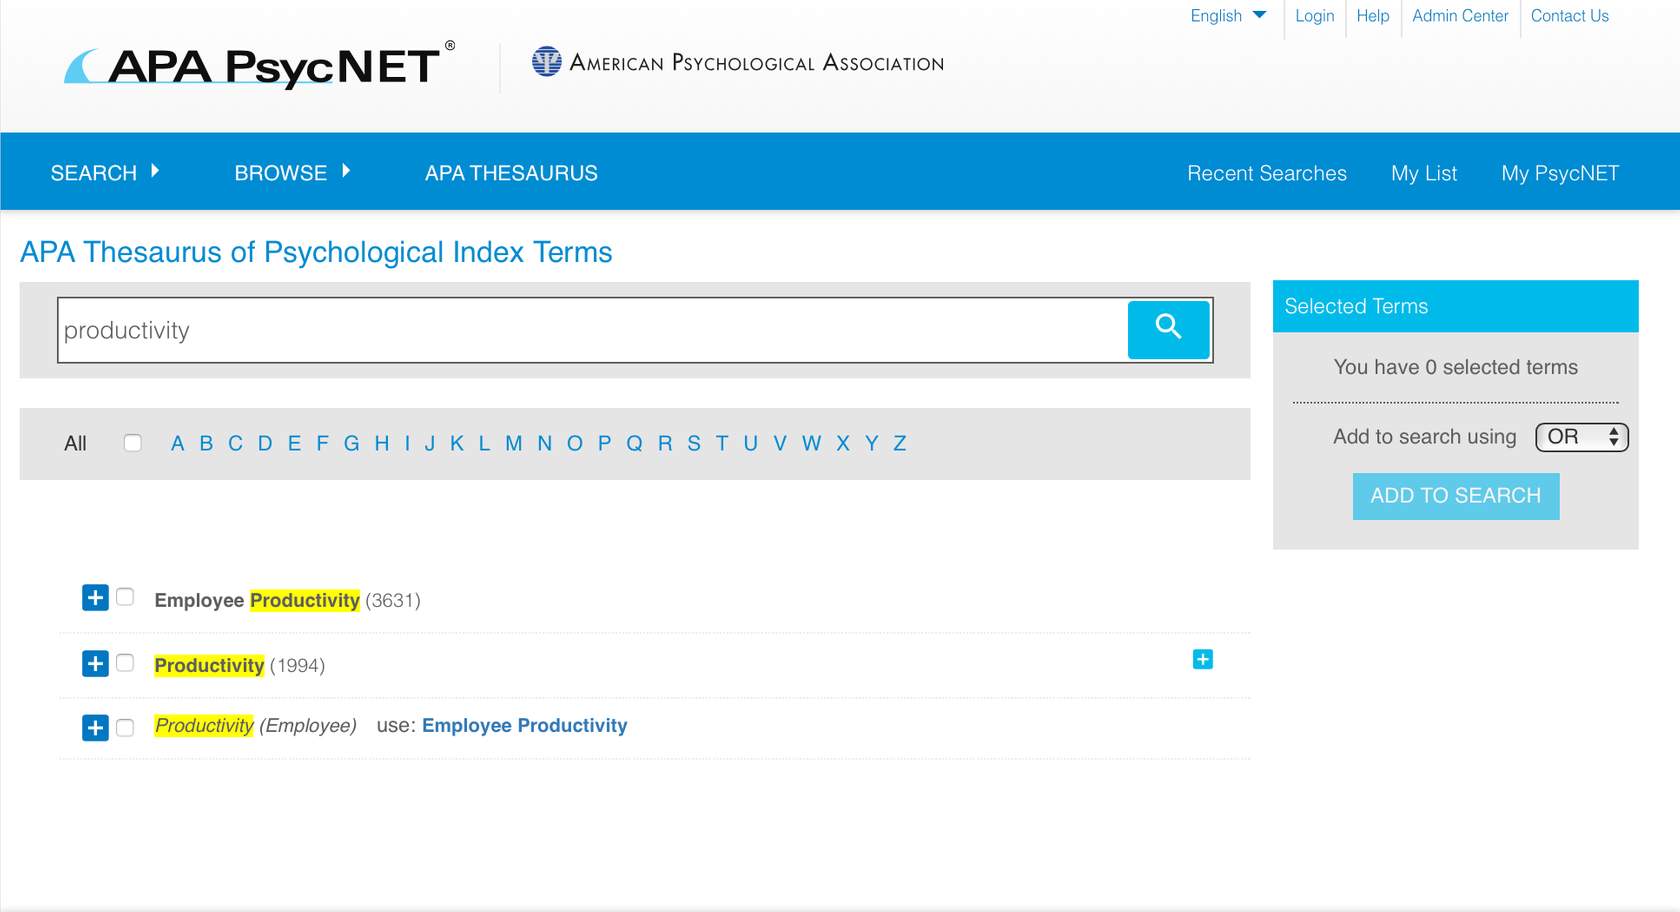 English Login Help Admin Center Contact Us
APA PsycNET® AMERICAN PSYCHOLOGICAL ASSOCIATION
SEARCH BROWSE APA THESAURUS Recent Searches My List My PsycNET
APA Thesaurus of Psychological Index Terms
productivity
All A B C D E F G H I J K L M N O P Q R S T U V W X Y Z
Employee Productivity (3631)
Productivity (1994)
Productivity (Employee) use: Employee Productivity
Selected Terms
You have 0 selected terms
Add to search using OR
ADD TO SEARCH